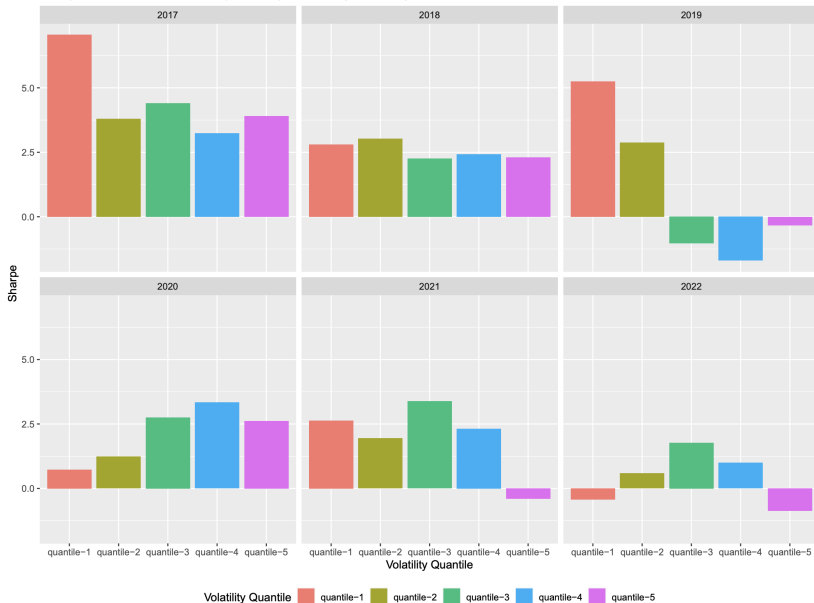 2017
2018
2019
5.0
2.5
0.0
Sharpe
2020
2021
2022
5.0
2.5
0.0
quantile-1 quantile-2 quantile-3 quantile-4 quantile-5
quantile-1 quantile-2 quantile-3 quantile-4 quantile-5
quantile-1 quantile-2 quantile-3 quantile-4 quantile-5
Volatility Quantile
Volatility Quantile quantile-1 quantile-2 quantile-3 quantile-4 quantile-5